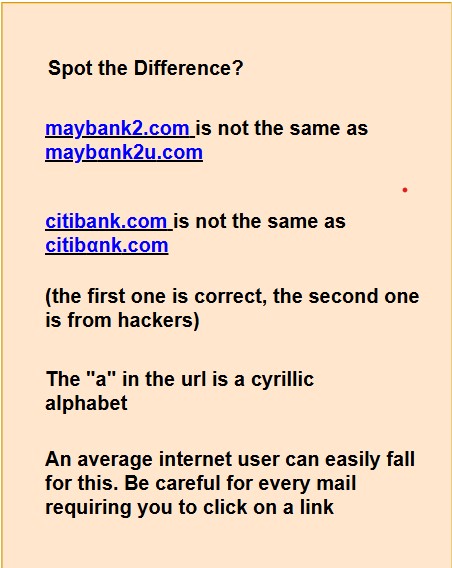 Spot the Difference?
maybank2.com is not the same as
maybɑnk2u.com
citibank.com is not the same as
citibɑnk.com
(the first one is correct, the second one
is from hackers)
The "a" in the url is a cyrillic
alphabet
An average internet user can easily fall
for this. Be careful for every mail
requiring you to click on a link